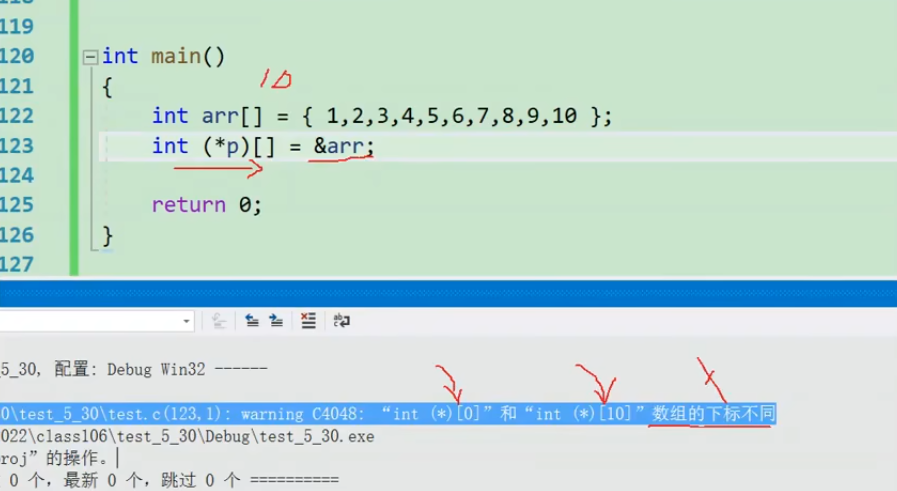 119
120 int main()
10
121 {
122 int arr[] = { 1,2,3,4,5,6,7,8,9,10 };
123 int (*p)[] = &arr;
124
125 return 0;
126 }
127
5_30, 配置: Debug Win32 ------
0\test_5_30\test.c(123,1): warning C4048: “int (*)[0]”和“int (*)[10]”数组的下标不同
022\class106\test_5_30\Debug\test_5_30.exe
roj”的操作。
0 个，最新 0 个，跳过 0 个 ==========